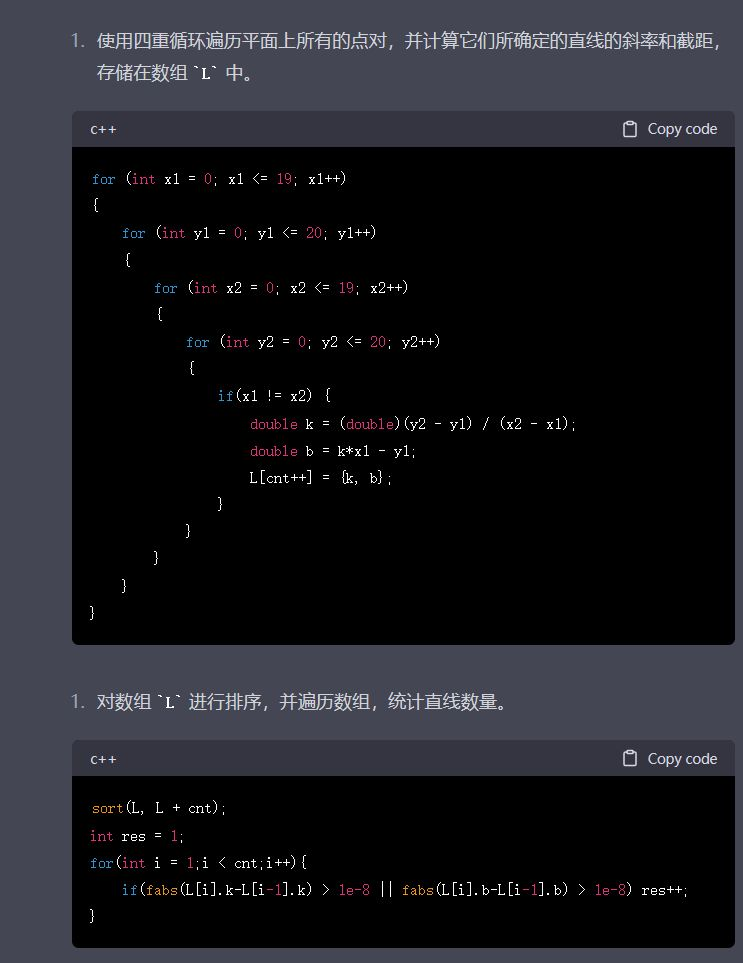 1. 使用四重循环遍历平面上所有的点对，并计算它们所确定的直线的斜率和截距，
存储在数组 `L` 中。
c++ Copy code
for (int x1 = 0; x1 <= 19; x1++)
{
    for (int y1 = 0; y1 <= 20; y1++)
    {
        for (int x2 = 0; x2 <= 19; x2++)
        {
            for (int y2 = 0; y2 <= 20; y2++)
            {
                if(x1 != x2) {
                    double k = (double)(y2 - y1) / (x2 - x1);
                    double b = k*x1 - y1;
                    L[cnt++] = {k, b};
                }
            }
        }
    }
}
1. 对数组 `L` 进行排序，并遍历数组，统计直线数量。
c++ Copy code
sort(L, L + cnt);
int res = 1;
for(int i = 1;i < cnt;i++){
    if(fabs(L[i].k-L[i-1].k) > 1e-8 || fabs(L[i].b-L[i-1].b) > 1e-8) res++;
}